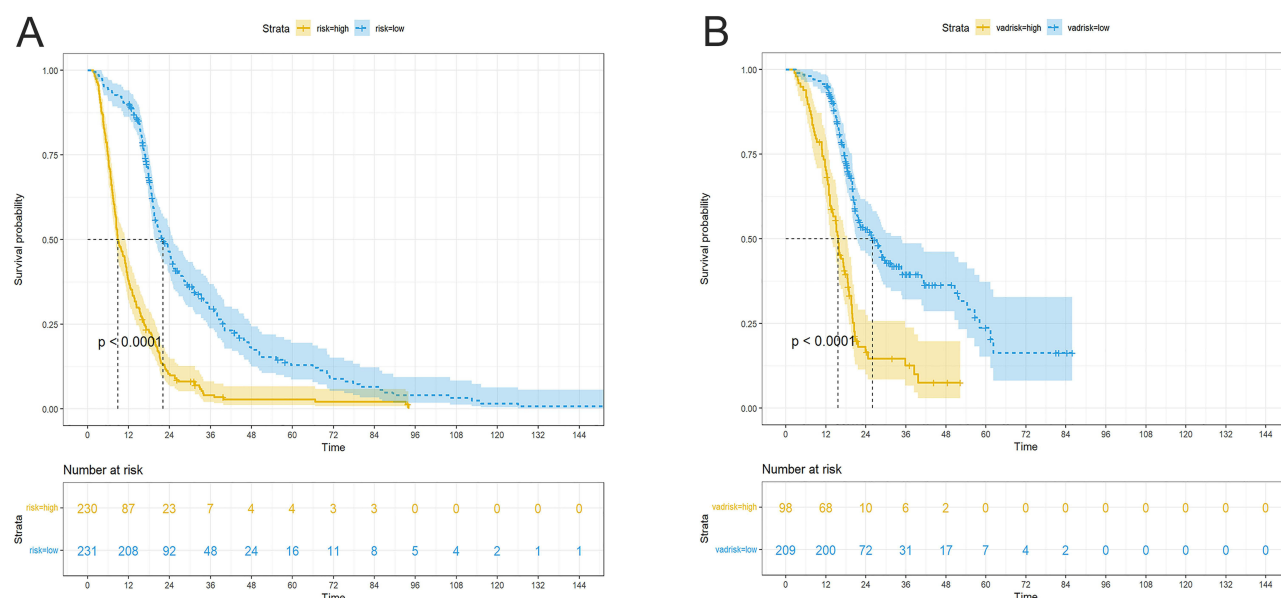 A
Strata risk=high risk=low
Survival probability
1.00
0.75
0.50
0.25
0.00
p < 0.0001
0 12 24 36 48 60 72 84 96 108 120 132 144
Time
Number at risk
Strata
risk=high 230 87 23 7 4 4 3 3 0 0 0 0 0
risk=low 231 208 92 48 24 16 11 8 5 4 2 1 1
0 12 24 36 48 60 72 84 96 108 120 132 144
Time
B
Strata vadrisk=high vadrisk=low
Survival probability
1.00
0.75
0.50
0.25
0.00
p < 0.0001
0 12 24 36 48 60 72 84 96 108 120 132 144
Time
Number at risk
Strata
vadrisk=high 98 68 10 6 2 0 0 0 0 0 0 0 0
vadrisk=low 209 200 72 31 17 7 4 2 0 0 0 0 0
0 12 24 36 48 60 72 84 96 108 120 132 144
Time